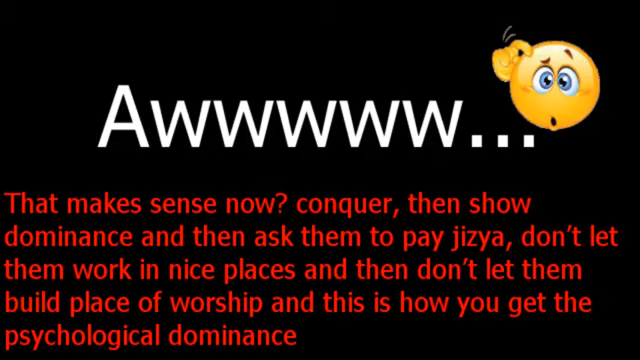 Awwwww...
That makes sense now? conquer, then show
dominance and then ask them to pay jizya, don't let
them work in nice places and then don't let them
build place of worship and this is how you get the
psychological dominance